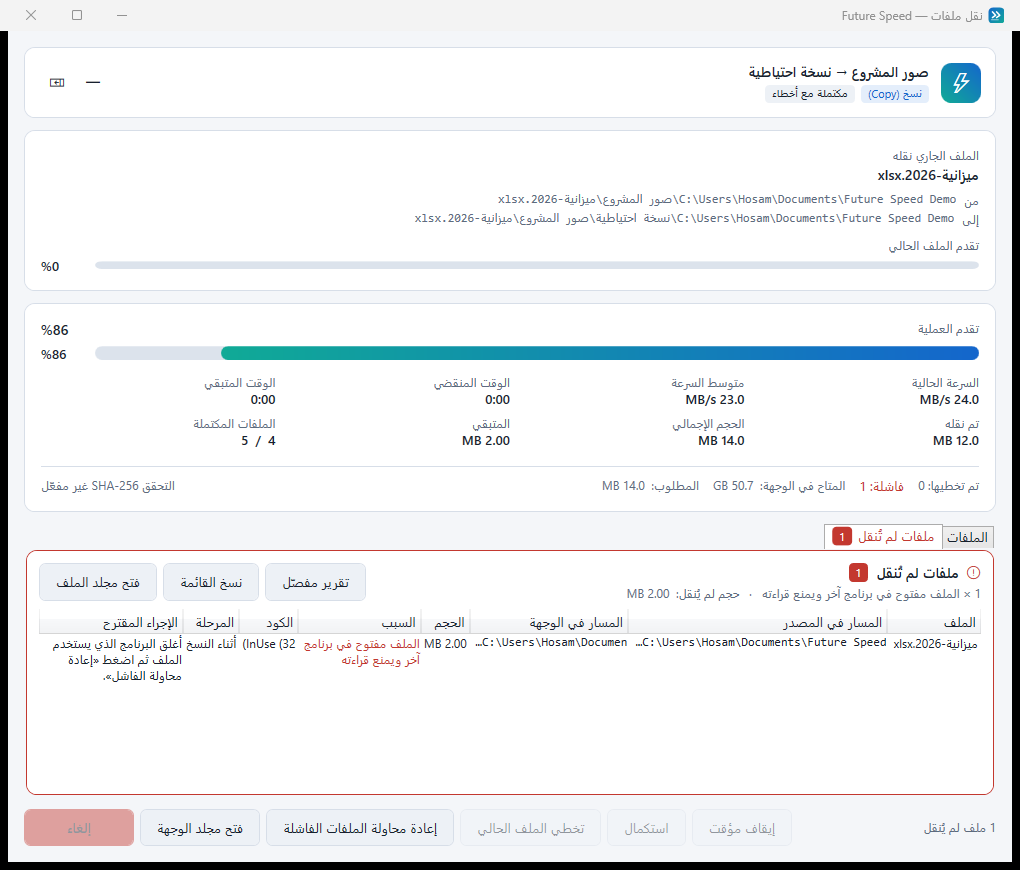 نقل ملفات — Future Speed
صور المشروع → نسخة احتياطية
نسخ (Copy) مكتملة مع أخطاء
الملف الجاري نقله
ميزانية-2026.xlsx
من C:\Users\Hosam\Documents\Future Speed Demo\صور المشروع\ميزانية-2026.xlsx
إلى C:\Users\Hosam\Documents\Future Speed Demo\نسخة احتياطية\صور المشروع\ميزانية-2026.xlsx
تقدم الملف الحالي
%0
تقدم العملية %86
%86
السرعة الحالية متوسط السرعة الوقت المنقضي الوقت المتبقي
24.0 MB/s 23.0 MB/s 0:00 0:00
تم نقله الحجم الإجمالي المتبقي الملفات المكتملة
12.0 MB 14.0 MB 2.00 MB 4 / 5
تم تخطيها: 0 فاشلة: 1 المتاح في الوجهة: 50.7 GB المطلوب: 14.0 MB التحقق SHA-256 غير مفعّل
الملفات ملفات لم تُنقل 1
ملفات لم تُنقل 1 تقرير مفصّل نسخ القائمة فتح مجلد الملف
1 × الملف مفتوح في برنامج آخر ويمنع قراءته · حجم لم يُنقل: 2.00 MB
الملف المسار في المصدر المسار في الوجهة الحجم السبب الكود المرحلة الإجراء المقترح
ميزانية-2026.xlsx C:\Users\Hosam\Documents\Future Speed… C:\Users\Hosam\Documen… 2.00 MB الملف مفتوح في برنامج InUse (32) أثناء النسخ أغلق البرنامج الذي يستخدم
آخر ويمنع قراءته الملف ثم اضغط «إعادة
محاولة الفاشل».
1 ملف لم يُنقل إيقاف مؤقت استكمال تخطي الملف الحالي إعادة محاولة الملفات الفاشلة فتح مجلد الوجهة إلغاء